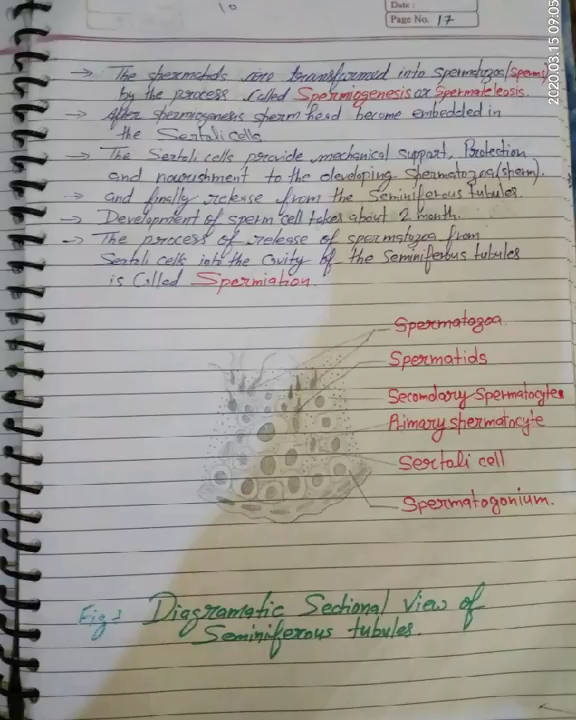 10
Date :
Page No. 17
2020.03.15 09:05
→ The spermatids are transformed into spermatozoa (sperms)
by the process called Spermiogenesis or Spermateleosis.
→ After spermiogenesis sperm head become embedded in
the Sertoli cells
→ The Sertoli cells provide mechanical support, Protection
and nourishment to the developing Spermatozoa (sperm).
→ and finally release from the Seminiferous tubules.
→ Development of sperm cell takes about 2 month.
→ The process of release of spermatozoa from
Sertoli cells into the Cavity of the Seminiferous tubules
is Called Spermiation.
Spermatozoa.
Spermatids
Secondary Spermatocytes
Primary spermatocyte
Sertoli cell
Spermatogonium.
Fig:- Diagramatic Sectional View of
Seminiferous tubules.